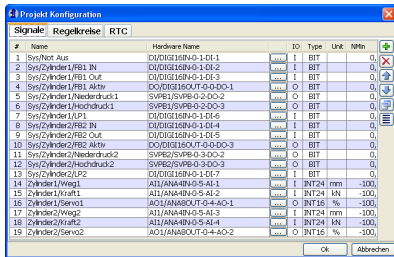 Projekt Konfiguration
Signale Regelkreise RTC
# Name Hardware Name IO Type Unit NMin
1 Sys/Not Aus DI/DIGI16IN-0-1-DI-1 ... I BIT 0,
2 Sys/Zylinder1/FB1 IN DI/DIGI16IN-0-1-DI-2 ... I BIT 0,
3 Sys/Zylinder1/FB1 Out DI/DIGI16IN-0-1-DI-3 ... I BIT 0,
4 Sys/Zylinder1/FB1 Aktiv DO/DIGI16OUT-0-0-DO-1 ... O BIT 0,
5 Sys/Zylinder1/Niederdruck1 SVPB1/SVPB-0-2-DO-2 ... O BIT 0,
6 Sys/Zylinder1/Hochdruck1 SVPB1/SVPB-0-2-DO-3 ... O BIT 0,
7 Sys/Zylinder1/LP1 DI/DIGI16IN-0-1-DI-6 ... I BIT 0,
8 Sys/Zylinder2/FB2 IN DI/DIGI16IN-0-1-DI-4 ... I BIT 0,
9 Sys/Zylinder2/FB2 Out DI/DIGI16IN-0-1-DI-5 ... I BIT 0,
10 Sys/Zylinder2/FB2 Aktiv DO/DIGI16OUT-0-0-DO-3 ... O BIT 0,
11 Sys/Zylinder2/Niederdruck2 SVPB2/SVPB-0-3-DO-2 ... O BIT 0,
12 Sys/Zylinder2/Hochdruck2 SVPB2/SVPB-0-3-DO-3 ... O BIT 0,
13 Sys/Zylinder2/LP2 DI/DIGI16IN-0-1-DI-7 ... I BIT 0,
14 Zylinder1/Weg1 AI1/ANA4IN-0-5-AI-1 ... I INT24 mm -100,
15 Zylinder1/Kraft1 AI1/ANA4IN-0-5-AI-2 ... I INT24 kN -100,
16 Zylinder1/Servo1 AO1/ANA8OUT-0-4-AO-1 ... O INT16 % -100,
17 Zylinder2/Weg2 AI1/ANA4IN-0-5-AI-3 ... I INT24 mm -100,
18 Zylinder2/Kraft2 AI1/ANA4IN-0-5-AI-4 ... I INT24 kN -100,
19 Zylinder2/Servo2 AO1/ANA8OUT-0-4-AO-2 ... O INT16 % -100,
Ok Abbrechen